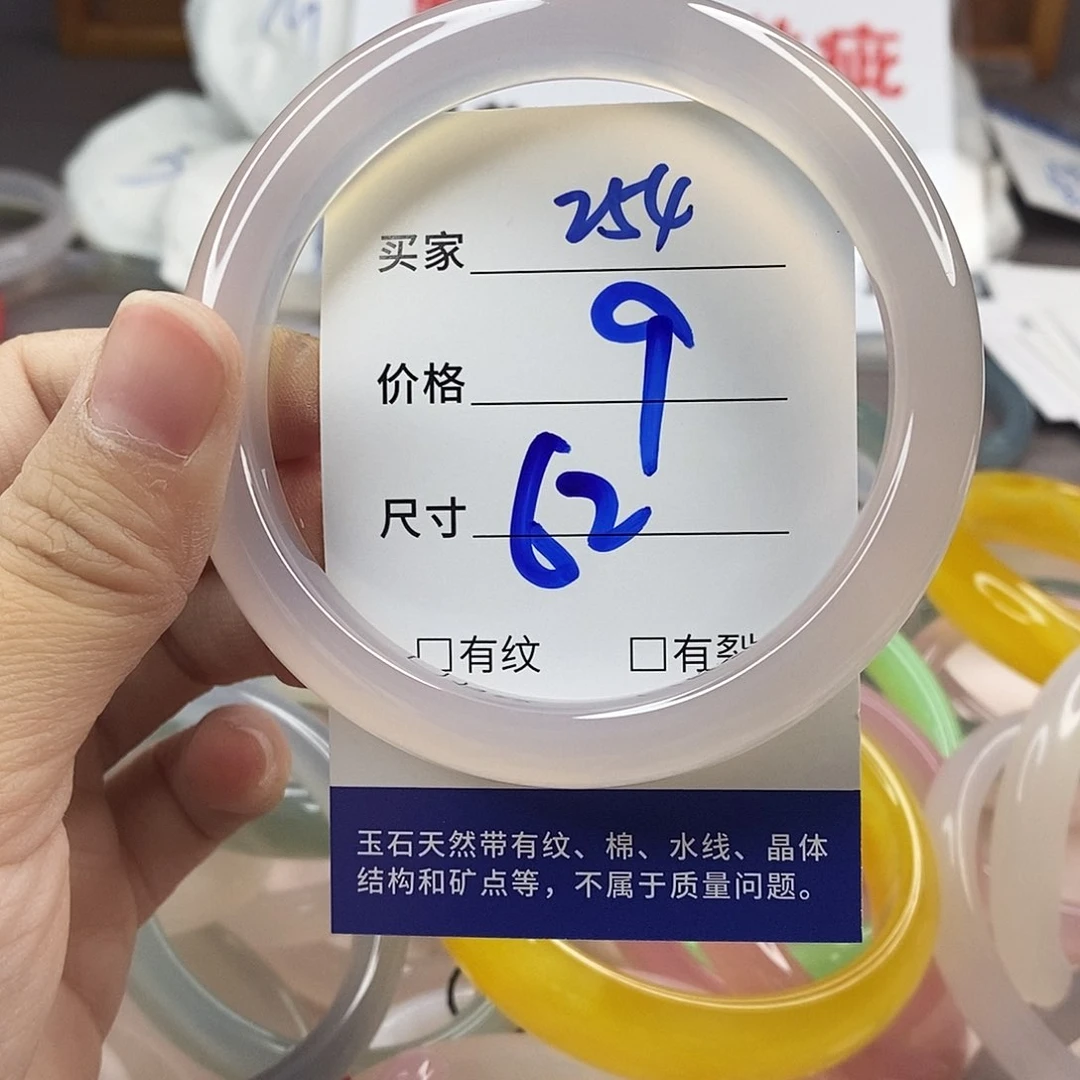 疵
买家 254
价格 9
尺寸 62
□有纹 □有裂
玉石天然带有纹、棉、水线、晶体
结构和矿点等，不属于质量问题。